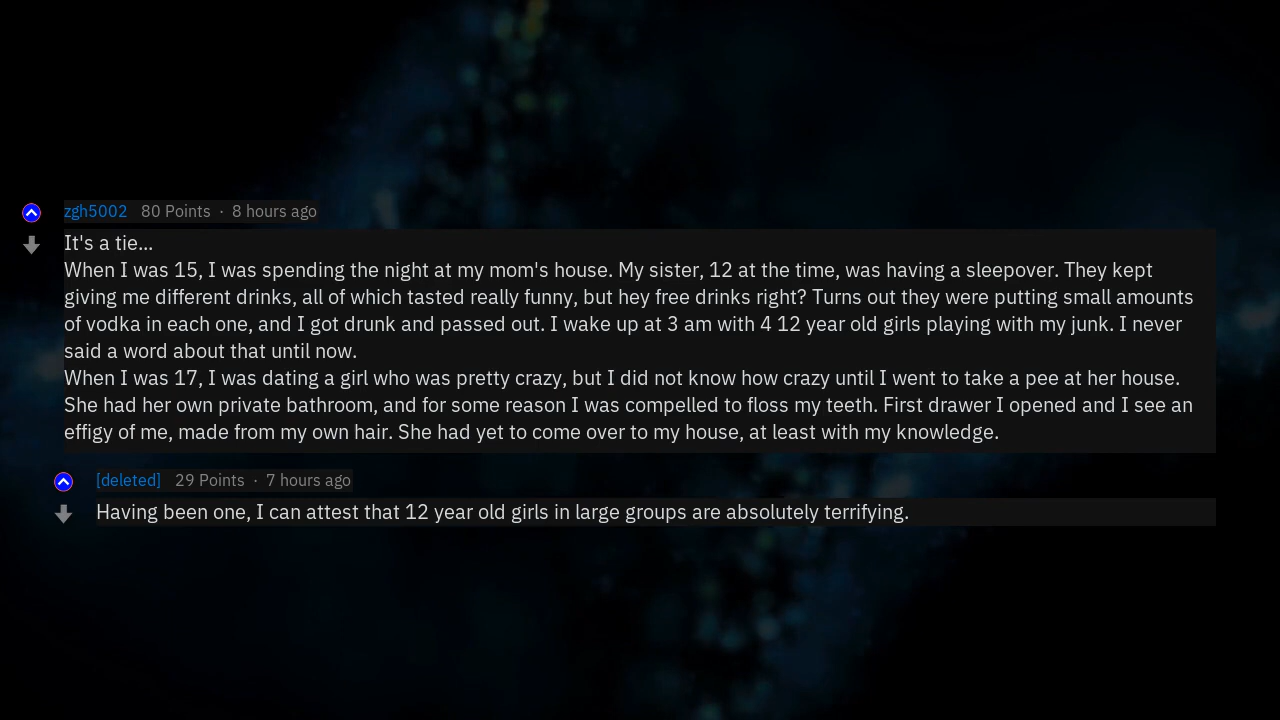 zgh5002 80 Points · 8 hours ago
It's a tie...
When I was 15, I was spending the night at my mom's house. My sister, 12 at the time, was having a sleepover. They kept
giving me different drinks, all of which tasted really funny, but hey free drinks right? Turns out they were putting small amounts
of vodka in each one, and I got drunk and passed out. I wake up at 3 am with 4 12 year old girls playing with my junk. I never
said a word about that until now.
When I was 17, I was dating a girl who was pretty crazy, but I did not know how crazy until I went to take a pee at her house.
She had her own private bathroom, and for some reason I was compelled to floss my teeth. First drawer I opened and I see an
effigy of me, made from my own hair. She had yet to come over to my house, at least with my knowledge.
[deleted] 29 Points · 7 hours ago
Having been one, I can attest that 12 year old girls in large groups are absolutely terrifying.